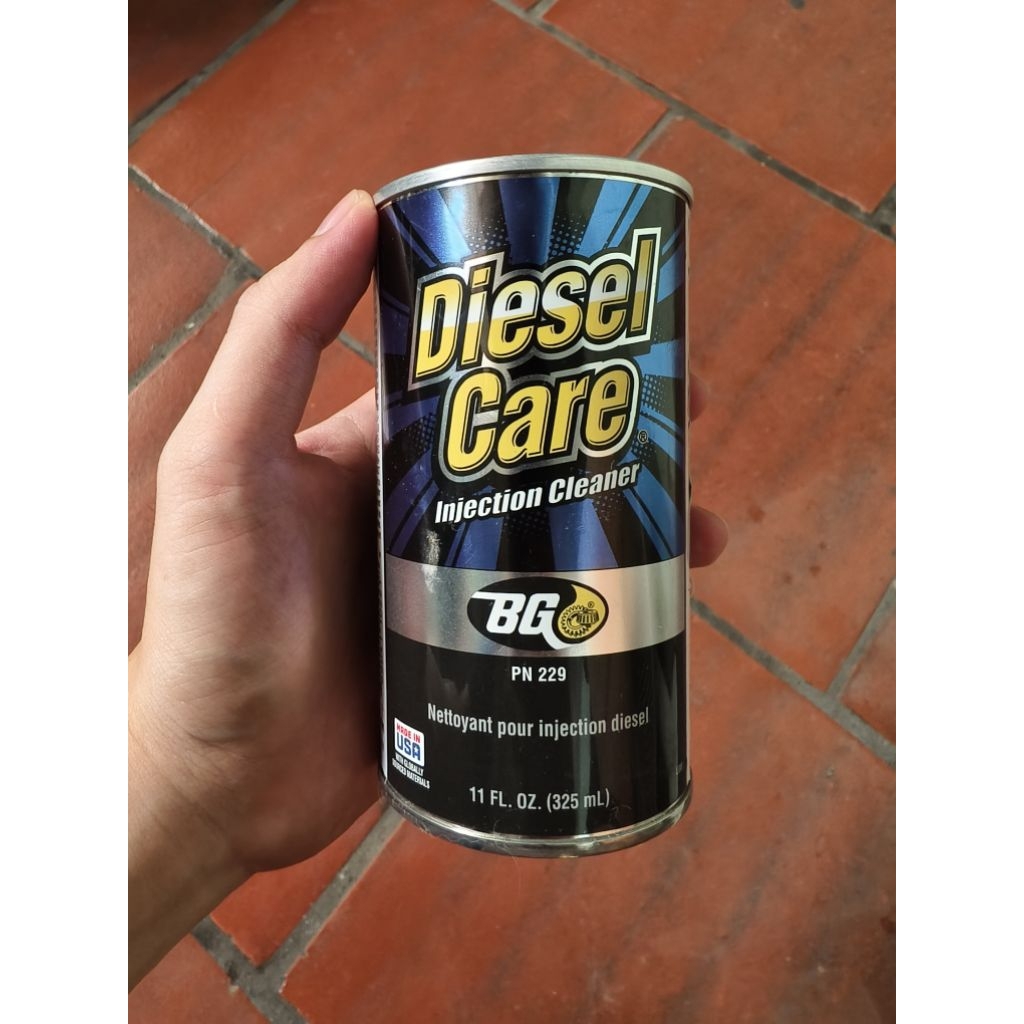 Diesel
Care®
Injection Cleaner
BG®
PN 229
Nettoyant pour injection diesel
MADE IN
USA
WITH GLOBALLY
SOURCED MATERIALS
11 FL. OZ. (325 mL)